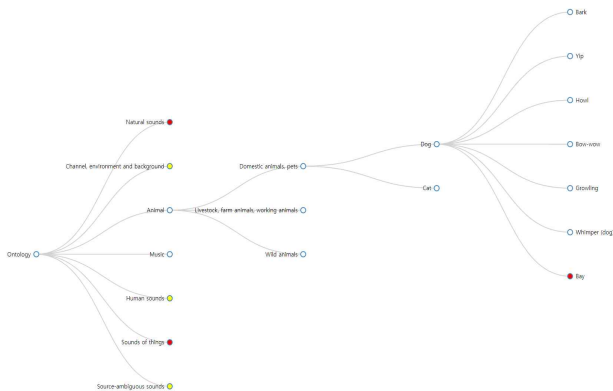 Bark
Yip
Howl
Bow-wow
Growling
Whimper (dog)
Bay
Dog
Cat
Domestic animals, pets
Livestock, farm animals, working animals
Wild animals
Natural sounds
Channel, environment and background
Animal
Music
Human sounds
Sounds of things
Source-ambiguous sounds
Ontology